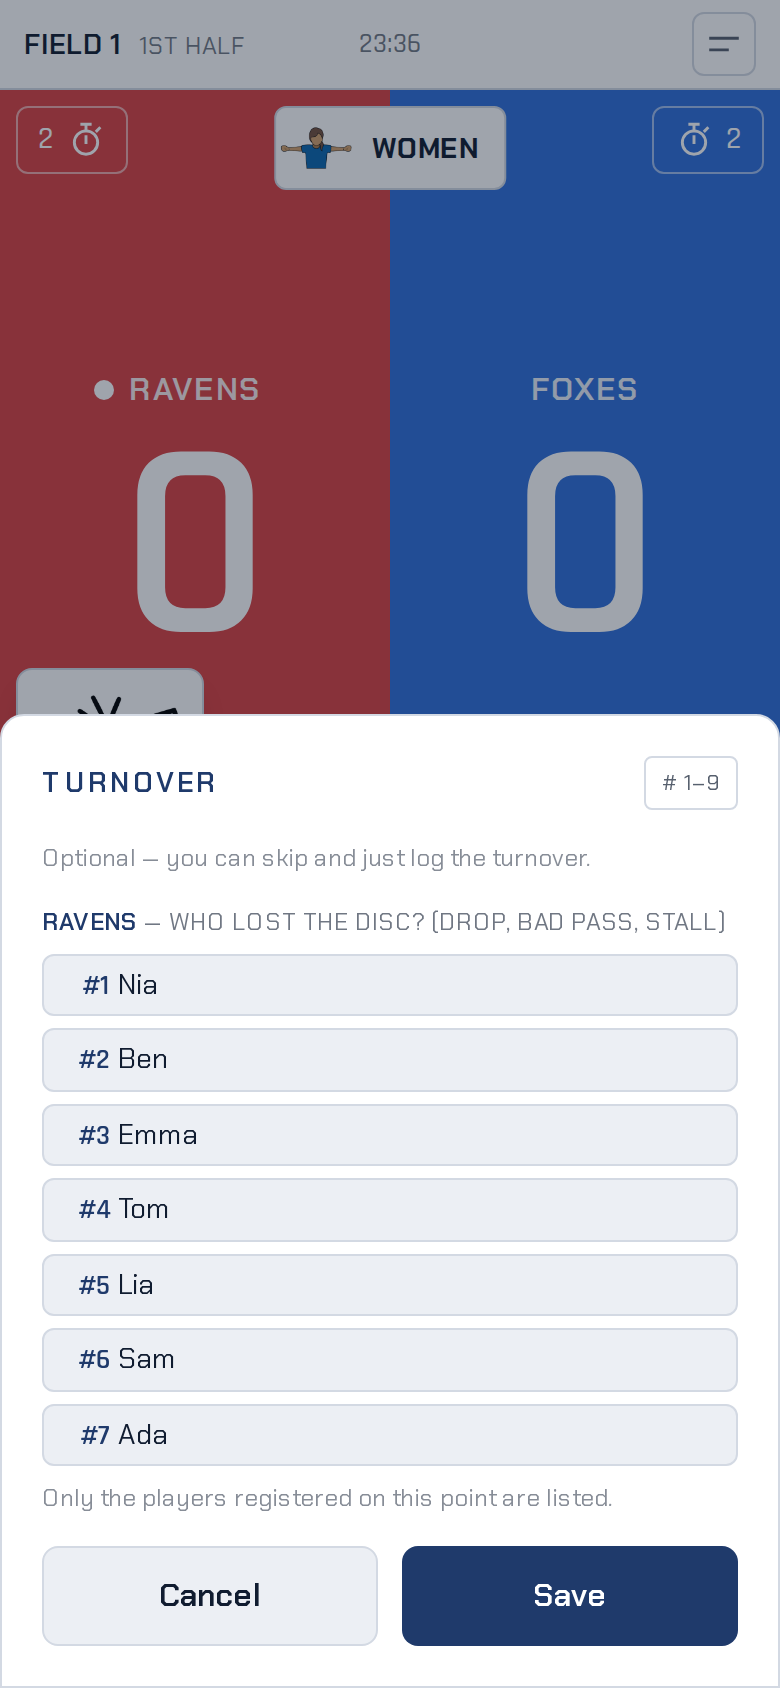 FIELD 1 1ST HALF 23:36
2 WOMEN 2
RAVENS FOXES
0 0
TURNOVER # 1–9
Optional — you can skip and just log the turnover.
RAVENS — WHO LOST THE DISC? (DROP, BAD PASS, STALL)
#1 Nia
#2 Ben
#3 Emma
#4 Tom
#5 Lia
#6 Sam
#7 Ada
Only the players registered on this point are listed.
Cancel Save